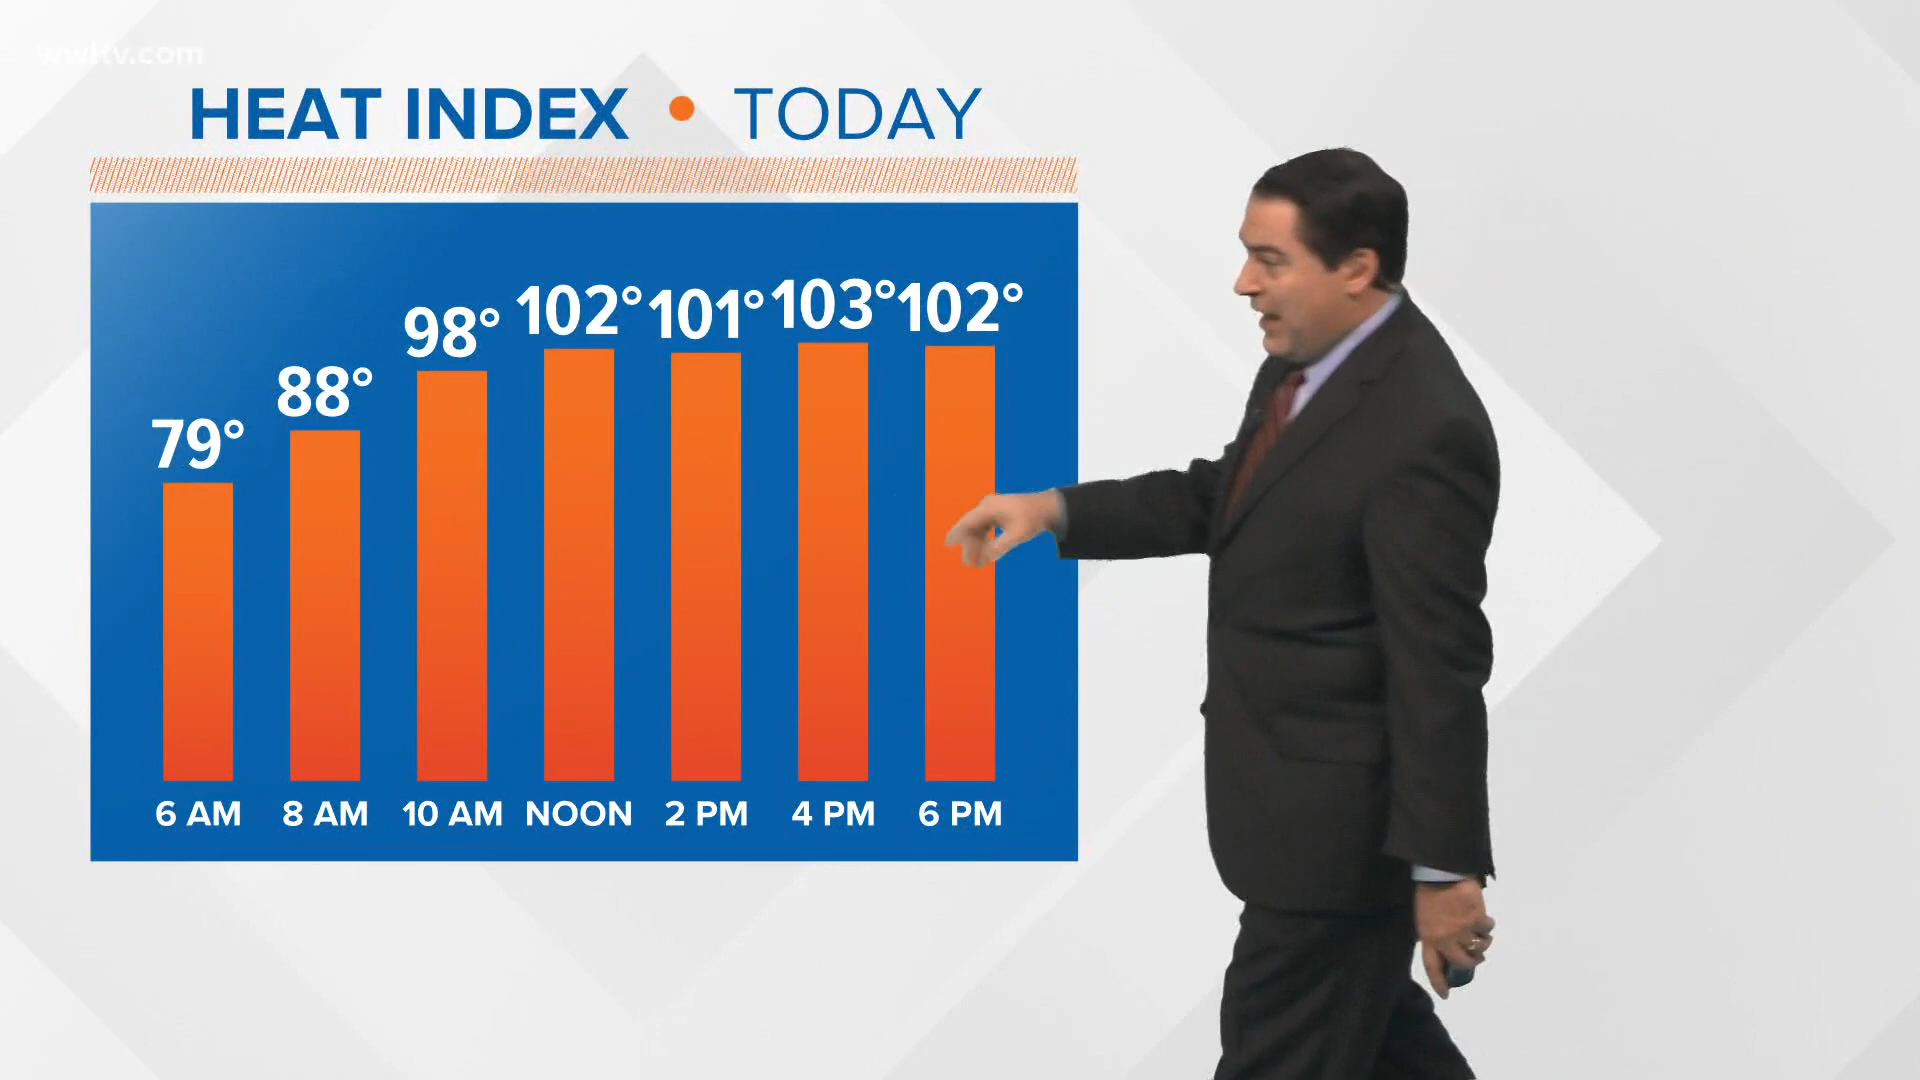 wwltv.com
HEAT INDEX • TODAY
79° 88° 98° 102° 101° 103° 102°
6 AM 8 AM 10 AM NOON 2 PM 4 PM 6 PM